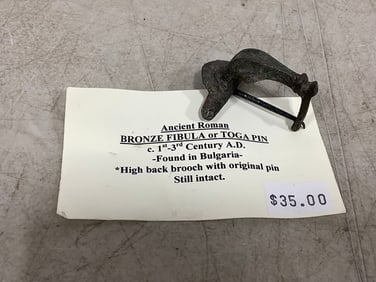 Ancient Roman
BRONZE FIBULA or TOGA PIN
c. 1st-3rd Century A.D.
-Found in Bulgaria-
*High back brooch with original pin
Still intact.
$35.00